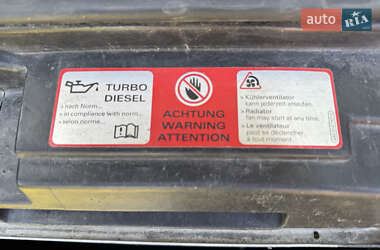 auto RIA
TURBO
DIESEL
» nach Norm...
» in compliance with norm...
» selon norme...
ACHTUNG
WARNING
ATTENTION
» Kühlerventilator
kann jederzeit anlaufen.
» Radiator
fan may start at any time.
» Le ventilateur
peut se déclencher
à tout moment.